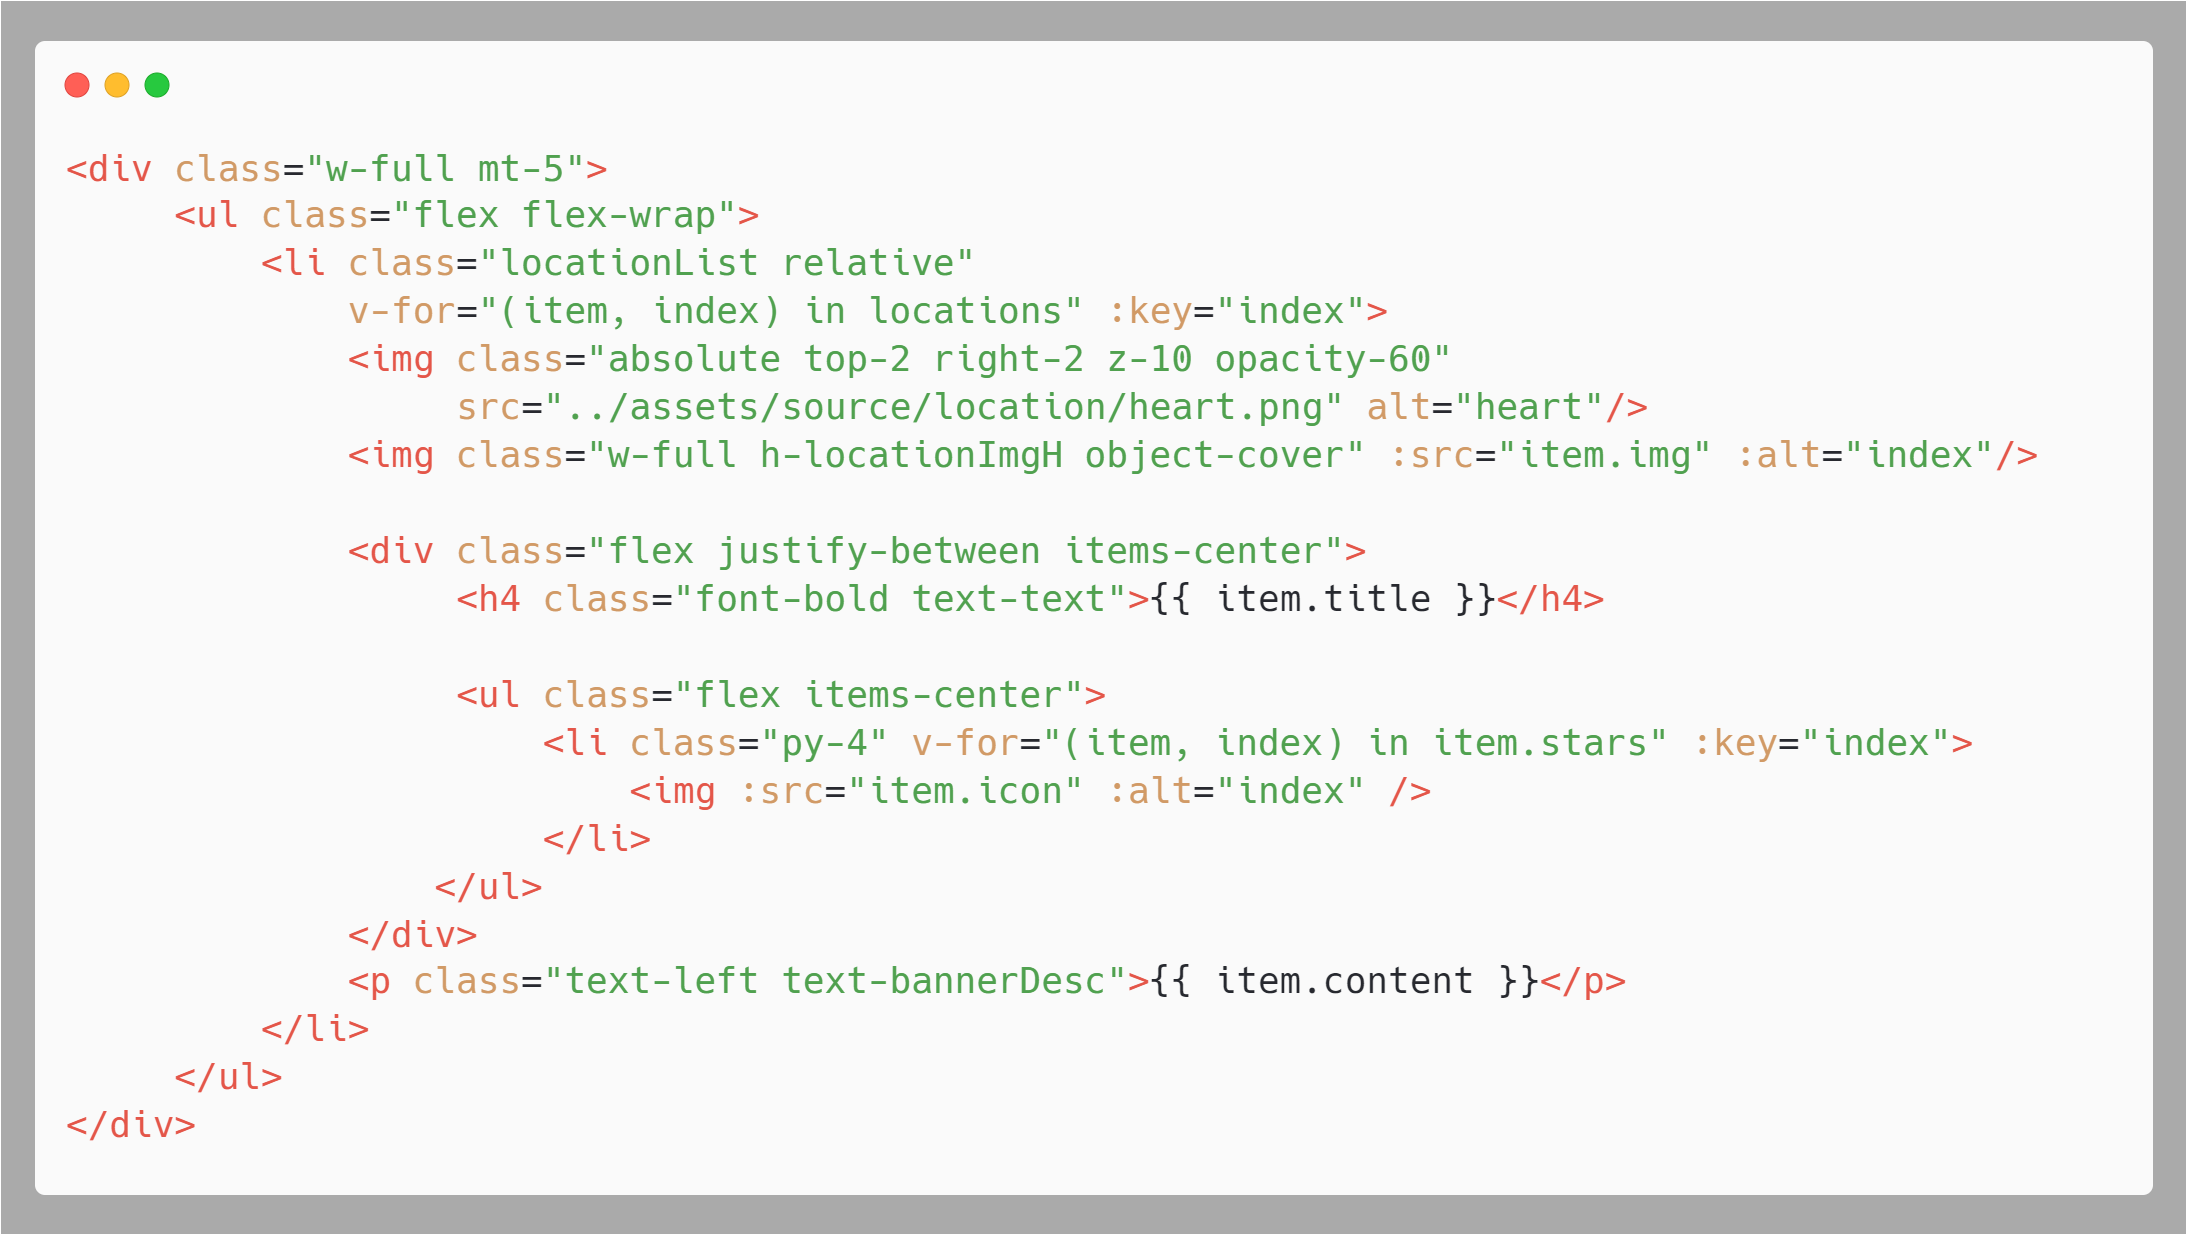 <div class="w-full mt-5">
<ul class="flex flex-wrap">
<li class="locationList relative"
v-for="(item, index) in locations" :key="index">
<img class="absolute top-2 right-2 z-10 opacity-60"
src="../assets/source/location/heart.png" alt="heart"/>
<img class="w-full h-locationImgH object-cover" :src="item.img" :alt="index"/>
<div class="flex justify-between items-center">
<h4 class="font-bold text-text">{{ item.title }}</h4>
<ul class="flex items-center">
<li class="py-4" v-for="(item, index) in item.stars" :key="index">
<img :src="item.icon" :alt="index" />
</li>
</ul>
</div>
<p class="text-left text-bannerDesc">{{ item.content }}</p>
</li>
</ul>
</div>